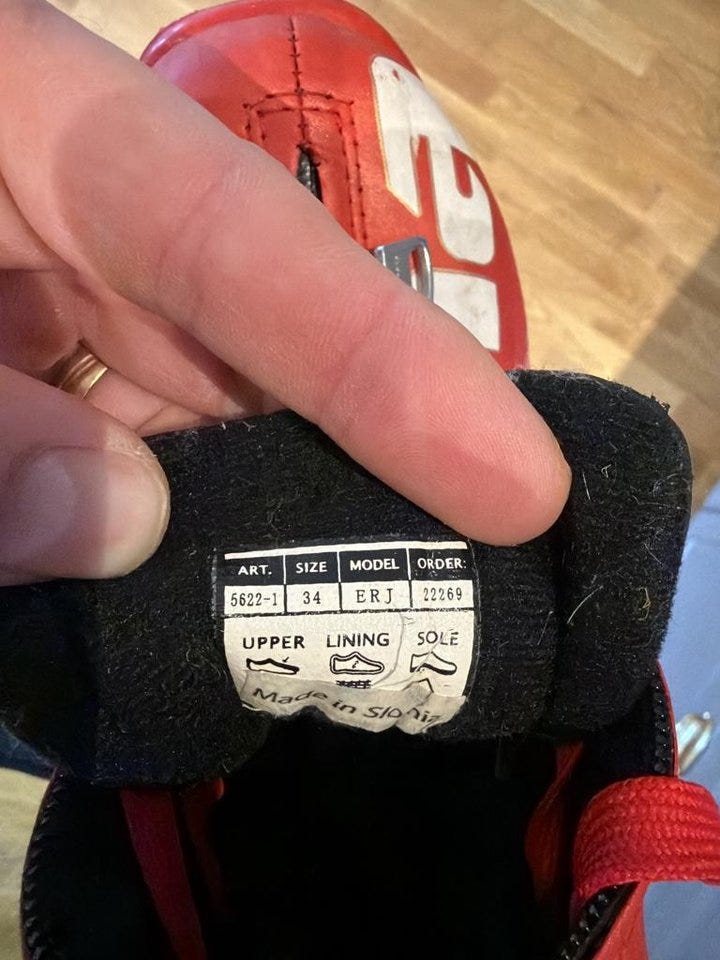 ART. SIZE MODEL ORDER:
5622-1 34 ERJ 22269
UPPER LINING SOLE
Made in